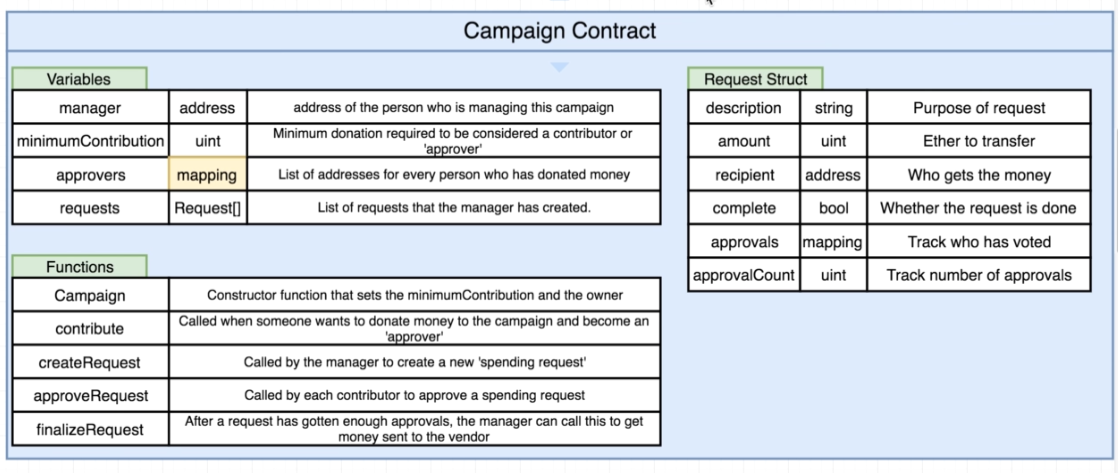 Campaign Contract
Variables
manager address address of the person who is managing this campaign
minimumContribution uint Minimum donation required to be considered a contributor or
'approver'
approvers mapping List of addresses for every person who has donated money
requests Request[] List of requests that the manager has created.
Functions
Campaign Constructor function that sets the minimumContribution and the owner
contribute Called when someone wants to donate money to the campaign and become an
'approver'
createRequest Called by the manager to create a new 'spending request'
approveRequest Called by each contributor to approve a spending request
finalizeRequest After a request has gotten enough approvals, the manager can call this to get
money sent to the vendor
Request Struct
description string Purpose of request
amount uint Ether to transfer
recipient address Who gets the money
complete bool Whether the request is done
approvals mapping Track who has voted
approvalCount uint Track number of approvals